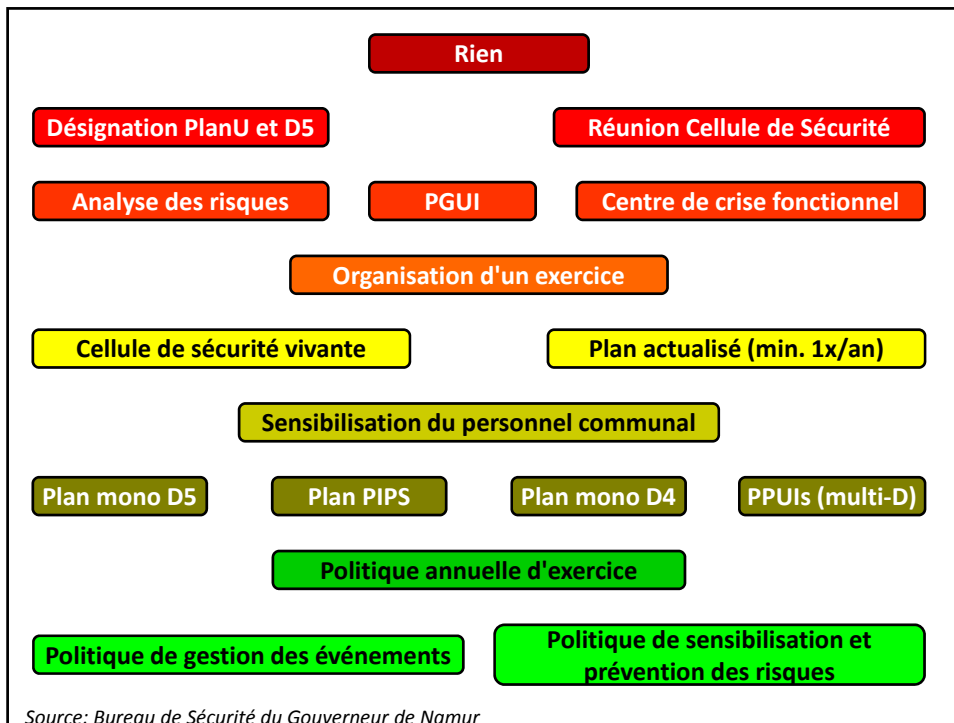 Rien
Désignation PlanU et D5
Réunion Cellule de Sécurité
Analyse des risques
PGUI
Centre de crise fonctionnel
Organisation d'un exercice
Cellule de sécurité vivante
Plan actualisé (min. 1x/an)
Sensibilisation du personnel communal
Plan mono D5
Plan PIPS
Plan mono D4
PPUIs (multi-D)
Politique annuelle d'exercice
Politique de gestion des événements
Politique de sensibilisation et
prévention des risques
Source: Bureau de Sécurité du Gouverneur de Namur